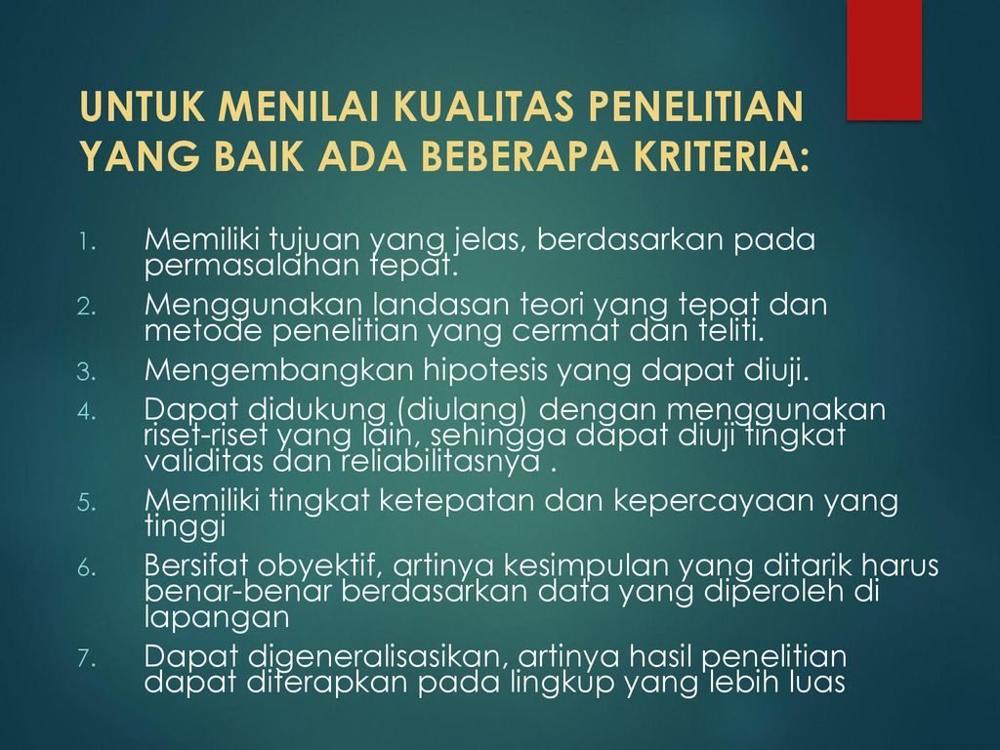 UNTUK MENILAI KUALITAS PENELITIAN
YANG BAIK ADA BEBERAPA KRITERIA:
1. Memiliki tujuan yang jelas, berdasarkan pada
permasalahan tepat.
2. Menggunakan landasan teori yang tepat dan
metode penelitian yang cermat dan teliti.
3. Mengembangkan hipotesis yang dapat diuji.
4. Dapat didukung (diulang) dengan menggunakan
riset-riset yang lain, sehingga dapat diuji tingkat
validitas dan reliabilitasnya .
5. Memiliki tingkat ketepatan dan kepercayaan yang
tinggi
6. Bersifat obyektif, artinya kesimpulan yang ditarik harus
benar-benar berdasarkan data yang diperoleh di
lapangan
7. Dapat digeneralisasikan, artinya hasil penelitian
dapat diterapkan pada lingkup yang lebih luas